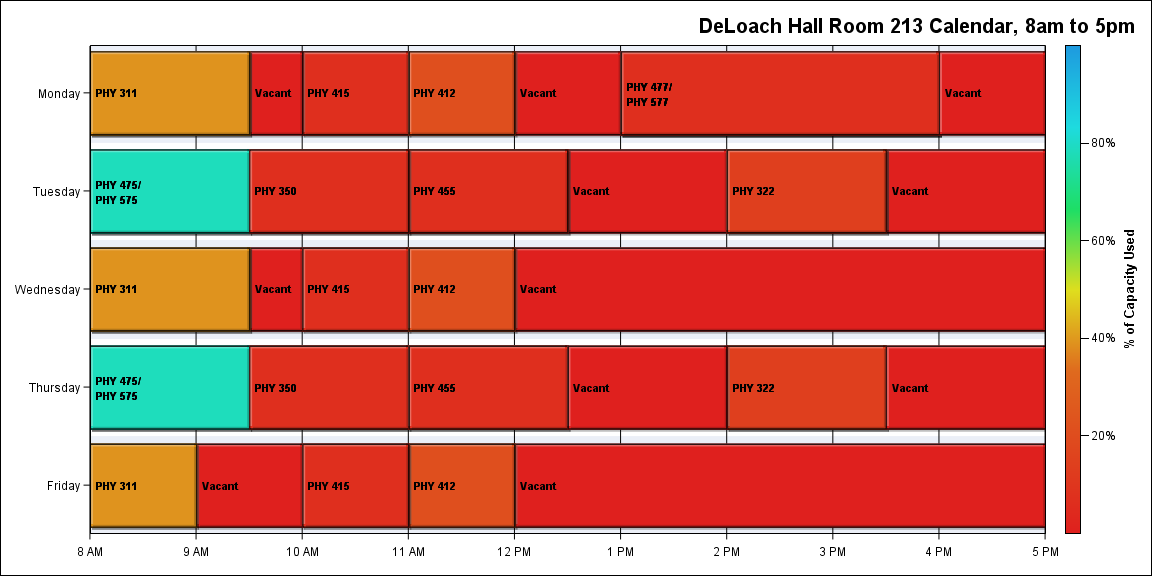 DeLoach Hall Room 213 Calendar, 8am to 5pm
Monday
PHY 311
Vacant
PHY 415
PHY 412
Vacant
PHY 477/
PHY 577
Vacant
Tuesday
PHY 475/
PHY 575
PHY 350
PHY 455
Vacant
PHY 322
Vacant
Wednesday
PHY 311
Vacant
PHY 415
PHY 412
Vacant
Thursday
PHY 475/
PHY 575
PHY 350
PHY 455
Vacant
PHY 322
Vacant
Friday
PHY 311
Vacant
PHY 415
PHY 412
Vacant
8 AM
9 AM
10 AM
11 AM
12 PM
1 PM
2 PM
3 PM
4 PM
5 PM
80%
60%
40%
20%
% of Capacity Used